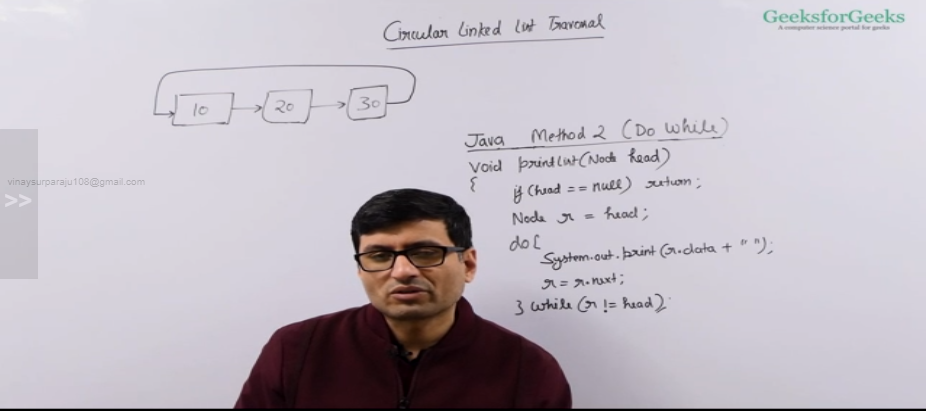 Circular Linked List Traversal
GeeksforGeeks
A computer science portal for geeks
10 20 30
Java Method 2 (Do While)
void printList(Node head)
{
if (head == null) return;
Node r = head;
do{
System.out.print(r.data + " ");
r = r.next;
} while (r != head);
vinaysurparaju108@gmail.com
>>